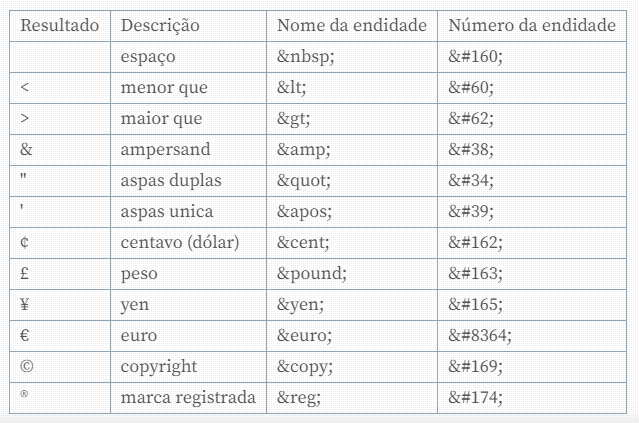 Resultado Descrição Nome da endidade Número da endidade
espaço &nbsp; &#160;
< menor que &lt; &#60;
> maior que &gt; &#62;
& ampersand &amp; &#38;
" aspas duplas &quot; &#34;
' aspas unica &apos; &#39;
¢ centavo (dólar) &cent; &#162;
£ peso &pound; &#163;
¥ yen &yen; &#165;
€ euro &euro; &#8364;
© copyright &copy; &#169;
® marca registrada &reg; &#174;